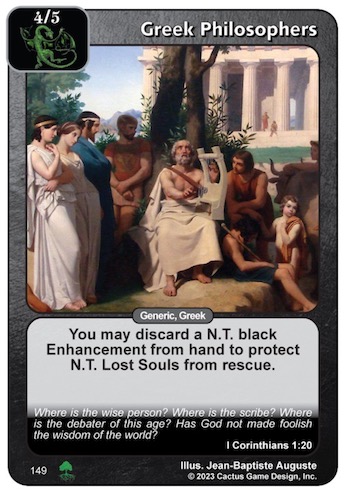 4/5
Greek Philosophers
Generic, Greek
You may discard a N.T. black
Enhancement from hand to protect
N.T. Lost Souls from rescue.
Where is the wise person? Where is the scribe? Where
is the debater of this age? Has God not made foolish
the wisdom of the world?
I Corinthians 1:20
149
Illus. Jean-Baptiste Auguste
© 2023 Cactus Game Design, Inc.